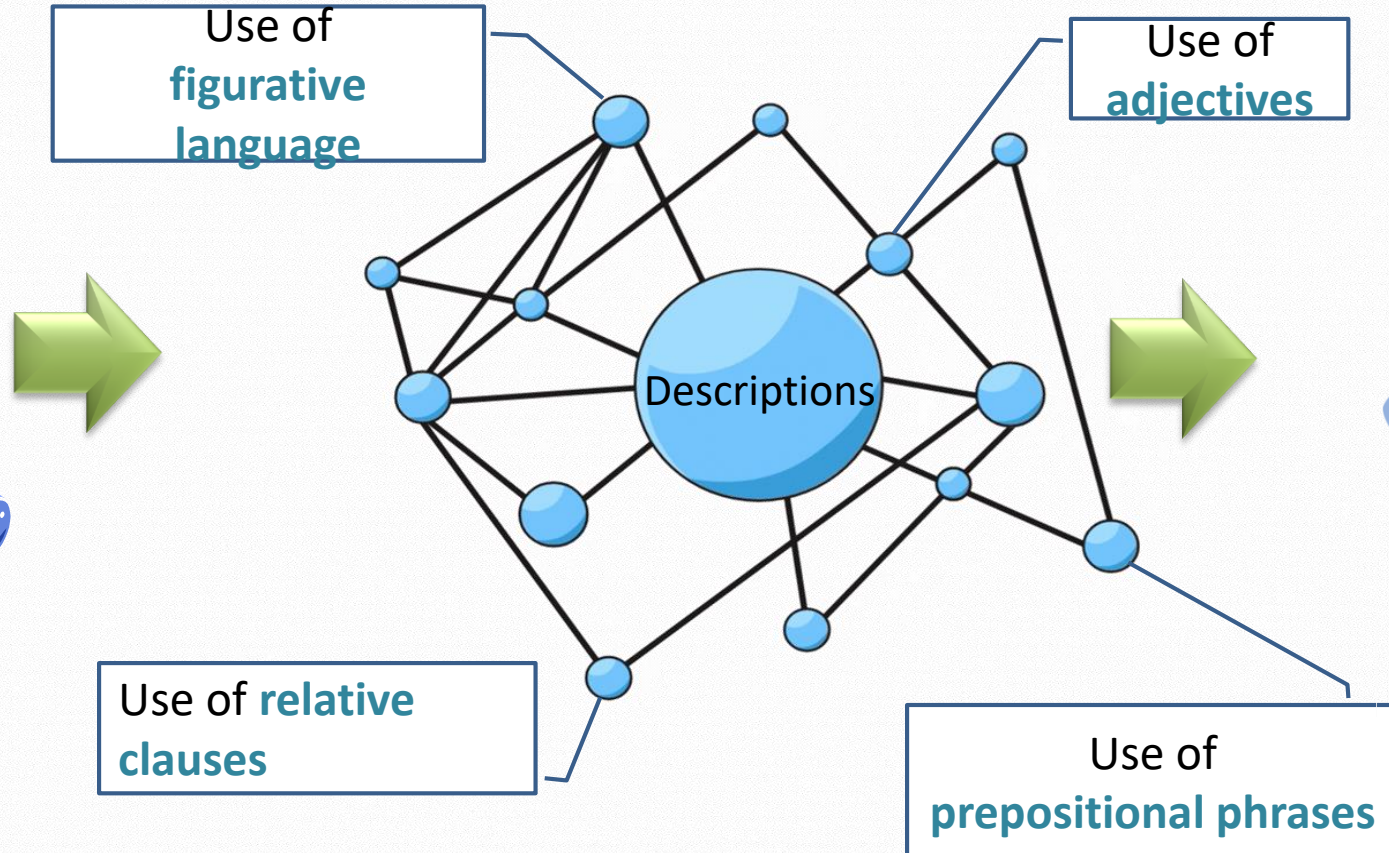 Use of
figurative
language
Use of
adjectives
Descriptions
Use of relative
clauses
Use of
prepositional phrases